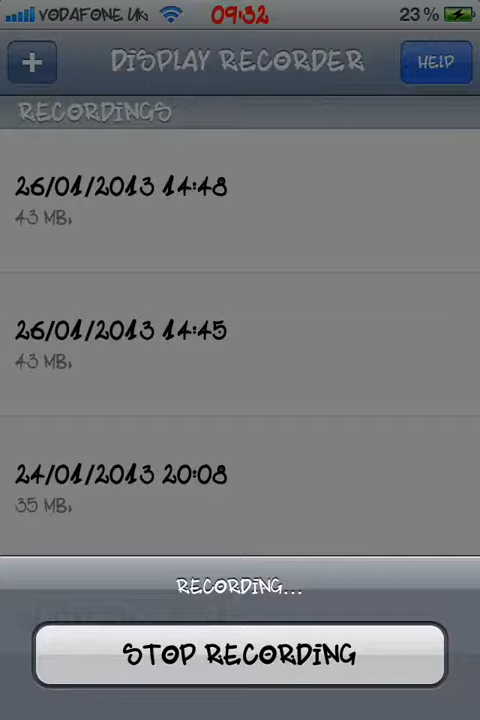 VODAFONE UK 09:32 23%
DISPLAY RECORDER HELP
RECORDINGS
26/01/2013 14:48
43 MB
26/01/2013 14:45
43 MB
24/01/2013 20:08
35 MB
RECORDING...
STOP RECORDING